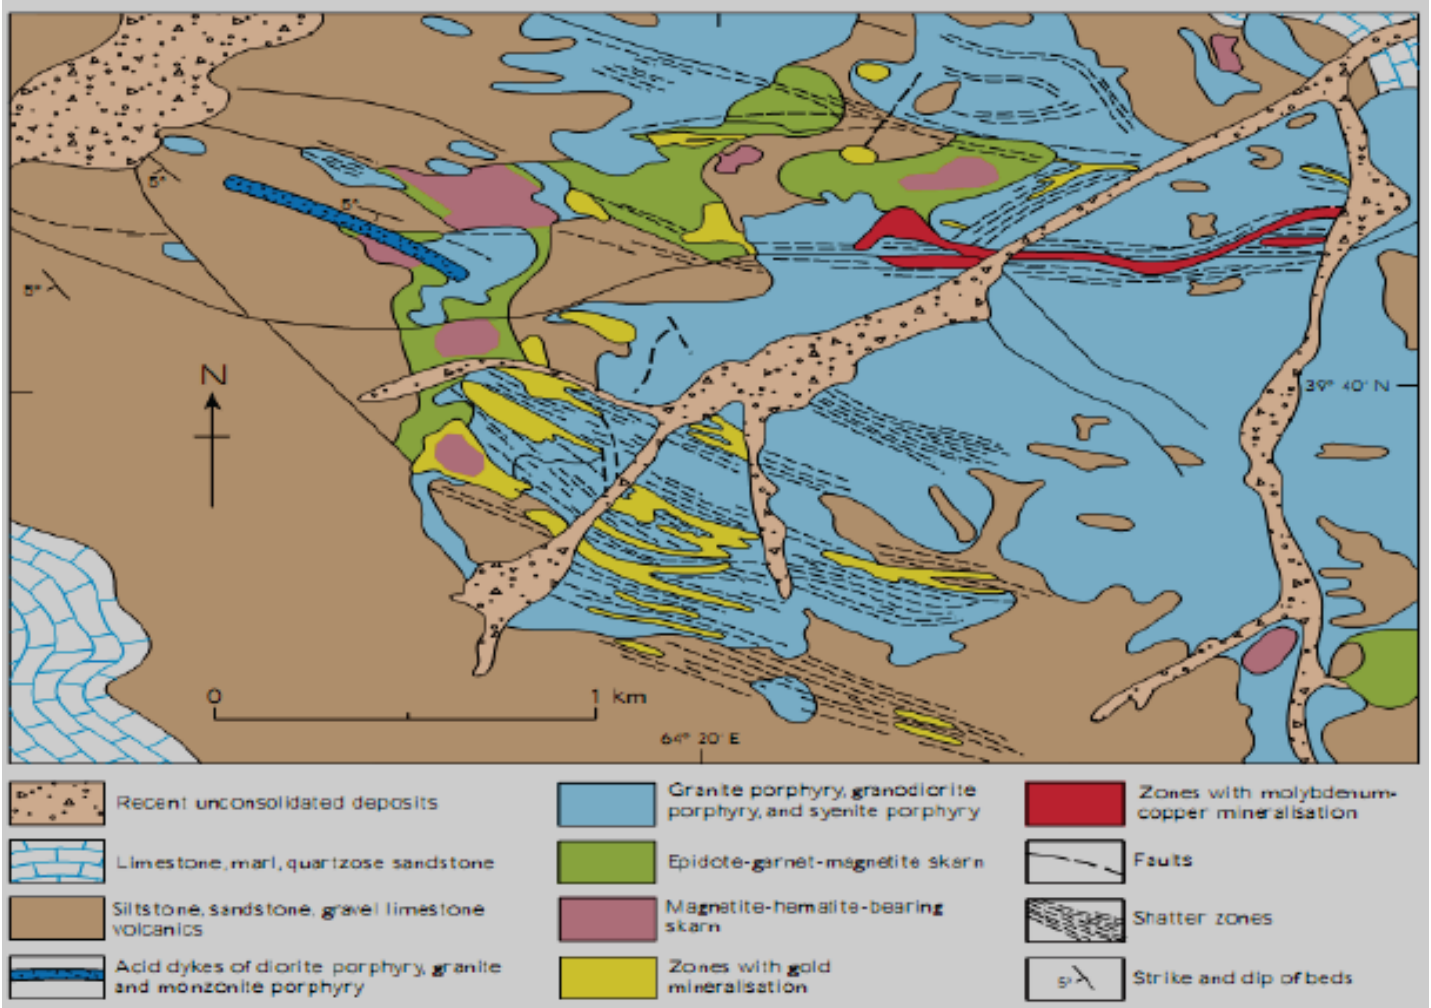 5°
5°
5°
N
39° 40' N
0 1 km
64° 20' E
Recent unconsolidated deposits
Limestone, marl, quartzose sandstone
Siltstone, sandstone, gravel limestone
volcanics
Acid dykes of diorite porphyry, granite
and monzonite porphyry
Granite porphyry, granodiorite
porphyry, and syenite porphyry
Epidote-garnet-magnetite skarn
Magnetite-hematite-bearing
skarn
Zones with gold
mineralisation
Zones with molybdenum-
copper mineralisation
Faults
Shatter zones
5°
Strike and dip of beds